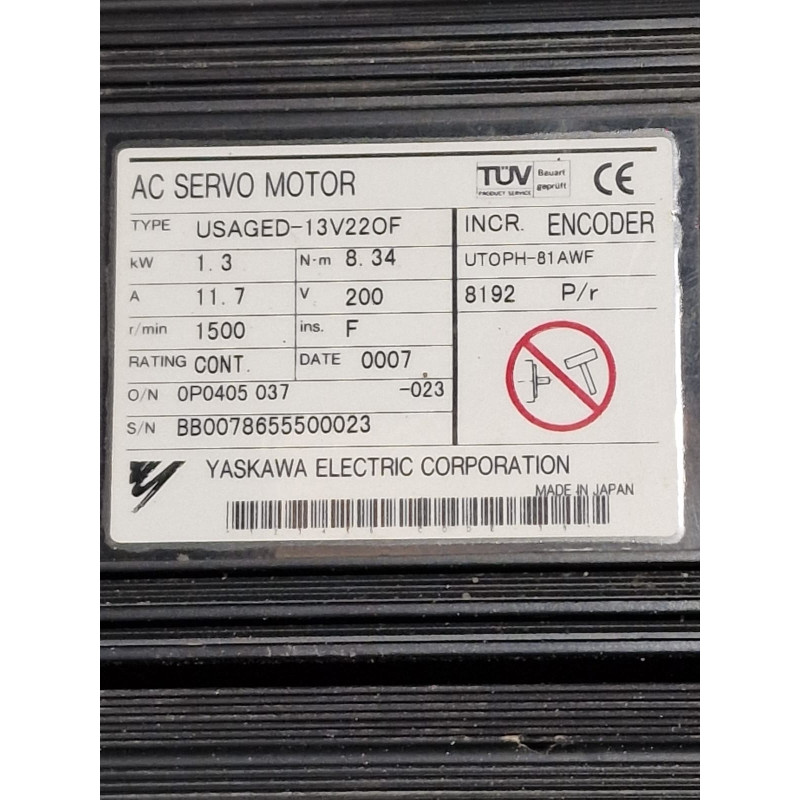 AC SERVO MOTOR
TÜV
PRODUCT SERVICE
Bauart
geprüft
CE
TYPE USAGED-13V22OF
INCR. ENCODER
kW 1.3 N·m 8.34
UTOPH-81AWF
A 11.7 V 200
8192 P/r
r/min 1500 ins. F
RATING CONT. DATE 0007
O/N 0P0405 037 -023
S/N BB0078655500023
YASKAWA ELECTRIC CORPORATION
MADE IN JAPAN